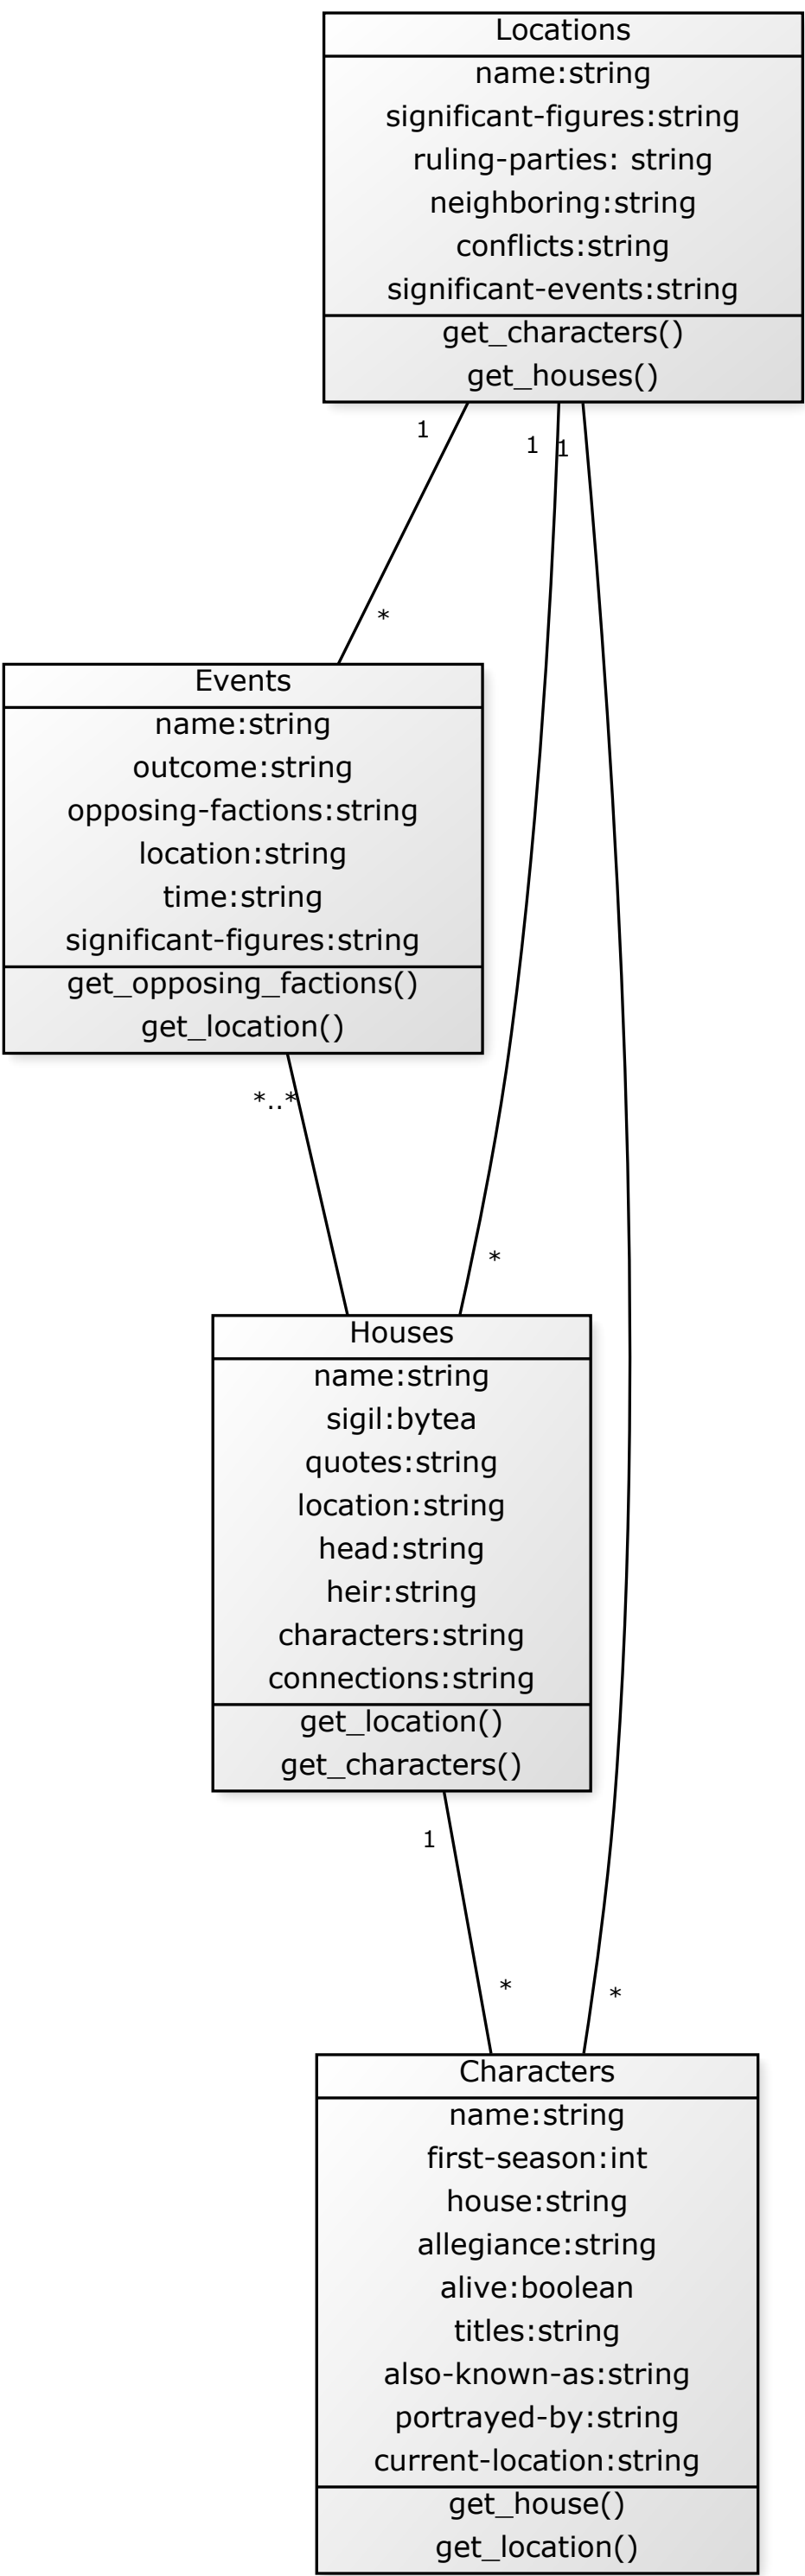 Locations
name:string
significant-figures:string
ruling-parties: string
neighboring:string
conflicts:string
significant-events:string
get_characters()
get_houses()
1
1
1
*
Events
name:string
outcome:string
opposing-factions:string
location:string
time:string
significant-figures:string
get_opposing_factions()
get_location()
*..*
*
Houses
name:string
sigil:bytea
quotes:string
location:string
head:string
heir:string
characters:string
connections:string
get_location()
get_characters()
1
*
*
Characters
name:string
first-season:int
house:string
allegiance:string
alive:boolean
titles:string
also-known-as:string
portrayed-by:string
current-location:string
get_house()
get_location()